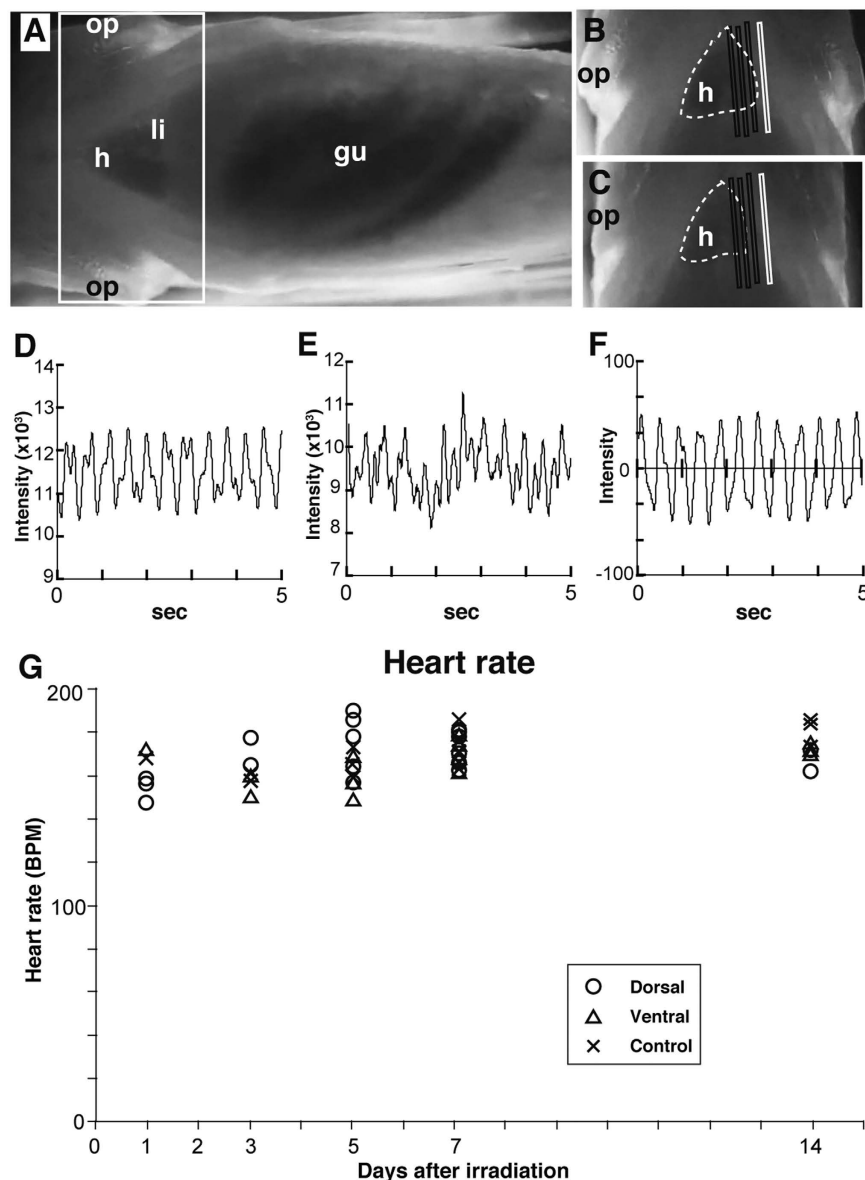 A
op
li
h
gu
op
B
op
h
C
op
h
D
14
13
12
11
10
9
Intensity (x10³)
0
5
sec
E
12
11
10
9
8
7
Intensity (x10³)
0
5
sec
F
100
0
-100
Intensity
0
5
sec
G
Heart rate
200
100
0
Heart rate (BPM)
Dorsal
Ventral
Control
0 1 2 3 5 7 14
Days after irradiation